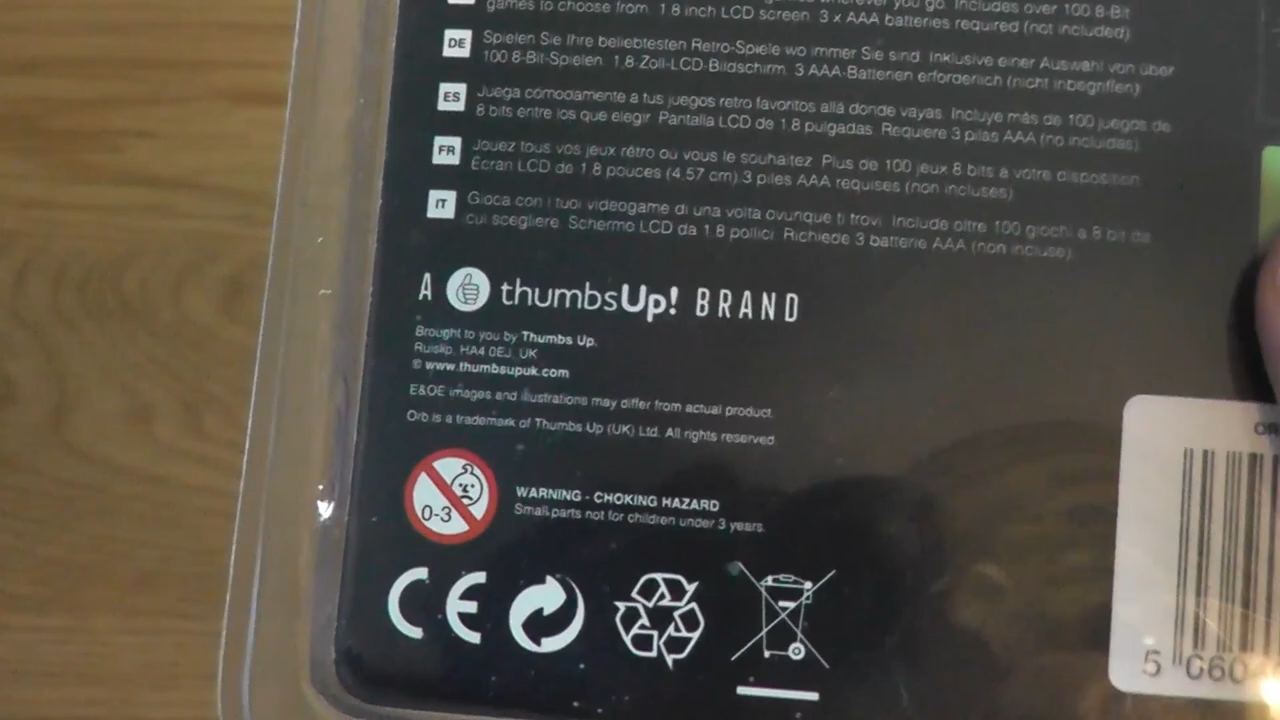 wherever you go. Includes over 100 8-Bit
games to choose from. 1.8 inch LCD screen. 3 x AAA batteries required (not included)
DE Spielen Sie Ihre beliebtesten Retro-Spiele wo immer Sie sind. Inklusive einer Auswahl von über
100 8-Bit-Spielen. 1,8-Zoll-LCD-Bildschirm. 3 AAA-Batterien erforderlich (nicht inbegriffen)
ES Juega cómodamente a tus juegos retro favoritos allá donde vayas. Incluye más de 100 juegos de
8 bits entre los que elegir. Pantalla LCD de 1.8 pulgadas. Requiere 3 pilas AAA (no incluidas)
FR Jouez tous vos jeux rétro où vous le souhaitez. Plus de 100 jeux 8 bits à votre disposition.
Écran LCD de 1.8 pouces (4.57 cm) 3 piles AAA requises (non incluses)
IT Gioca con i tuoi videogame di una volta ovunque ti trovi. Include oltre 100 giochi a 8 bit da
cui scegliere. Schermo LCD da 1.8 pollici. Richiede 3 batterie AAA (non incluse)
A thumbsUp! BRAND
Brought to you by Thumbs Up.
Ruislip, HA4 0EJ, UK
© www.thumbsupuk.com
E&OE images and illustrations may differ from actual product.
Orb is a trademark of Thumbs Up (UK) Ltd. All rights reserved.
0-3
WARNING - CHOKING HAZARD
Small parts not for children under 3 years.
CE
OR
5 060